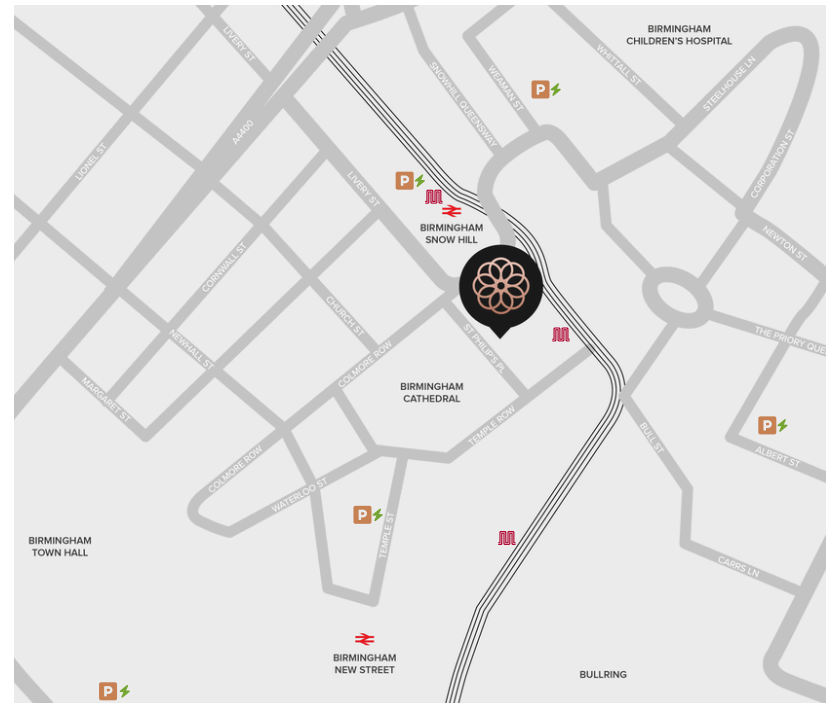 BIRMINGHAM
CHILDREN'S HOSPITAL
LIVERY ST
WHITTALL ST
STEELHOUSE LN
WEAMAN ST
SNOWHILL QUEENSWAY
P
A4400
LIONEL ST
CORPORATION ST
P
LIVERY ST
BIRMINGHAM
SNOW HILL
NEWTON ST
CORNWALL ST
CHURCH ST
NEWHALL ST
ST PHILIP'S PL
THE PRIORY QUE
COLMORE ROW
MARGARET ST
BIRMINGHAM
CATHEDRAL
TEMPLE ROW
P
BULL ST
ALBERT ST
COLMORE ROW
WATERLOO ST
P
TEMPLE ST
BIRMINGHAM
TOWN HALL
CARRS LN
BIRMINGHAM
NEW STREET
BULLRING
P